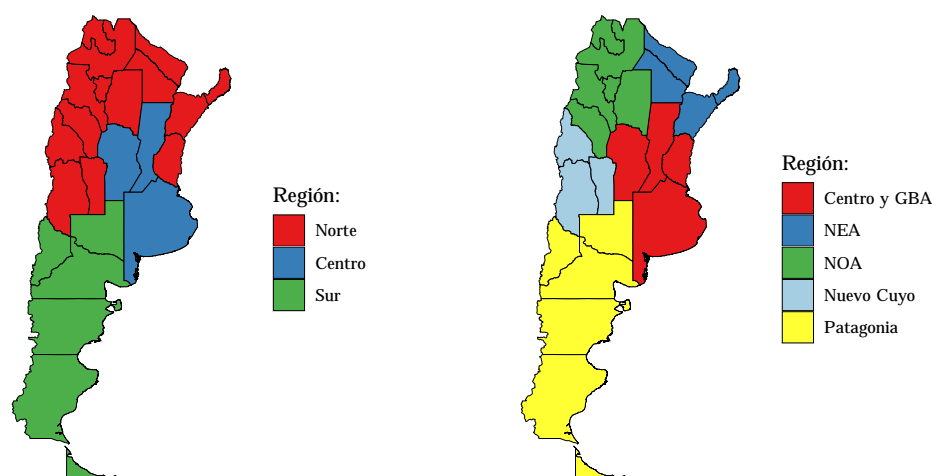 Región:
Norte
Centro
Sur
Región:
Centro y GBA
NEA
NOA
Nuevo Cuyo
Patagonia